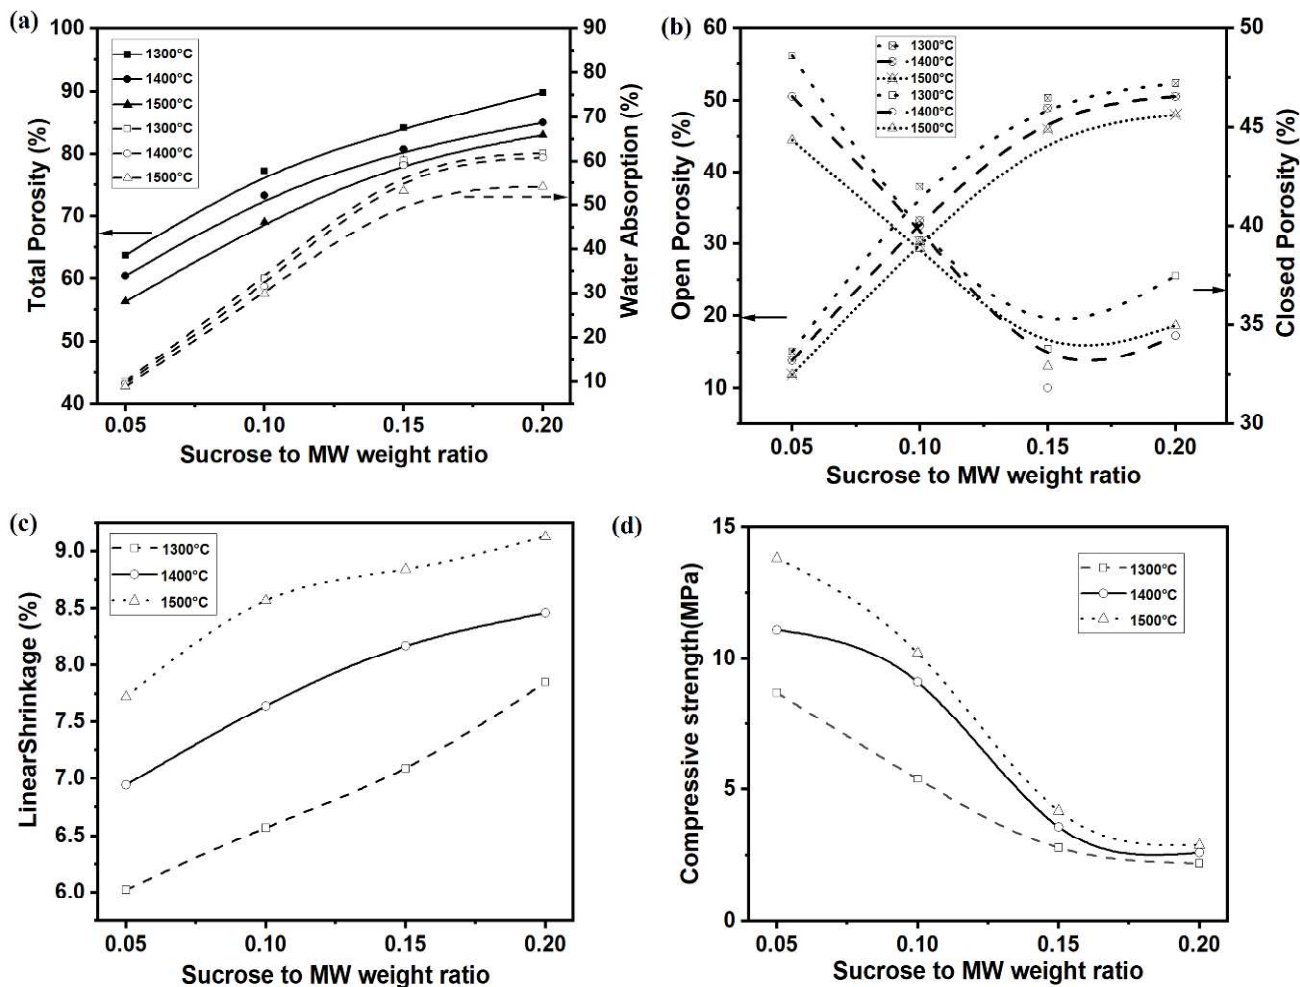 (a)
100
90
80
70
60
50
40
Total Porosity (%)
1300°C
1400°C
1500°C
1300°C
1400°C
1500°C
90
80
70
60
50
40
30
20
10
Water Absorption (%)
0.05
0.10
0.15
0.20
Sucrose to MW weight ratio
(b)
60
50
40
30
20
10
Open Porosity (%)
1300°C
1400°C
1500°C
1300°C
1400°C
1500°C
50
45
40
35
30
Closed Porosity (%)
0.05
0.10
0.15
0.20
Sucrose to MW weight ratio
(c)
9.0
8.5
8.0
7.5
7.0
6.5
6.0
LinearShrinkage (%)
1300°C
1400°C
1500°C
0.05
0.10
0.15
0.20
Sucrose to MW weight ratio
(d)
15
10
5
0
Compressive strength(MPa)
1300°C
1400°C
1500°C
0.05
0.10
0.15
0.20
Sucrose to MW weight ratio